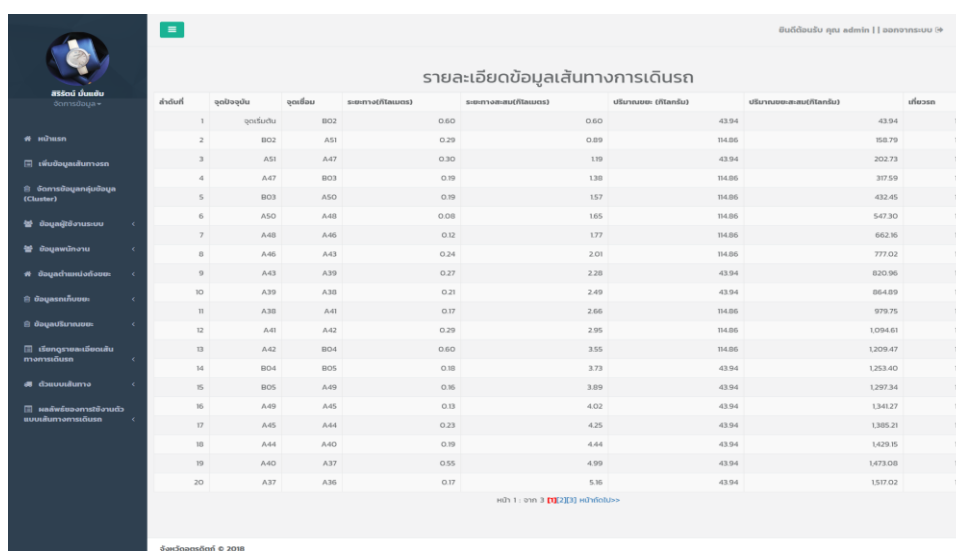 ยินดีต้อนรับ คุณ admin | | ออกจากระบบ
สิริรัตน์ มั่นแย้ม
จัดการข้อมูล
หน้าแรก
เพิ่มข้อมูลเส้นทางรถ
จัดการข้อมูลกลุ่มข้อมูล
(Cluster)
ข้อมูลผู้ใช้งานระบบ
ข้อมูลพนักงาน
ข้อมูลตำแหน่งถังขยะ
ข้อมูลรถเก็บขยะ
ข้อมูลปริมาณขยะ
เรียกดูรายละเอียดเส้น
ทางการเดินรถ
ตัวแบบเส้นทาง
ผลลัพธ์ของการใช้งานตัว
แบบเส้นทางการเดินรถ
รายละเอียดข้อมูลเส้นทางการเดินรถ
ลำดับที่ จุดปัจจุบัน จุดเชื่อม ระยะทาง(กิโลเมตร) ระยะทางสะสม(กิโลเมตร) ปริมาณขยะ (กิโลกรัม) ปริมาณขยะสะสม(กิโลกรัม) เที่ยวรถ
1 จุดเริ่มต้น B02 0.60 0.60 43.94 43.94
2 B02 A51 0.29 0.89 114.86 158.79
3 A51 A47 0.30 1.19 43.94 202.73
4 A47 B03 0.19 1.38 114.86 317.59
5 B03 A50 0.19 1.57 114.86 432.45
6 A50 A48 0.08 1.65 114.86 547.30
7 A48 A46 0.12 1.77 114.86 662.16
8 A46 A43 0.24 2.01 114.86 777.02
9 A43 A39 0.27 2.28 43.94 820.96
10 A39 A38 0.21 2.49 43.94 864.89
11 A38 A41 0.17 2.66 114.86 979.75
12 A41 A42 0.29 2.95 114.86 1,094.61
13 A42 B04 0.60 3.55 114.86 1,209.47
14 B04 B05 0.18 3.73 43.94 1,253.40
15 B05 A49 0.16 3.89 43.94 1,297.34
16 A49 A45 0.13 4.02 43.94 1,341.27
17 A45 A44 0.23 4.25 43.94 1,385.21
18 A44 A40 0.19 4.44 43.94 1,429.15
19 A40 A37 0.55 4.99 43.94 1,473.08
20 A37 A36 0.17 5.16 43.94 1,517.02
หน้า 1 : จาก 3 [1][2][3] หน้าถัดไป>>
จังหวัดอุตรดิตถ์ © 2018